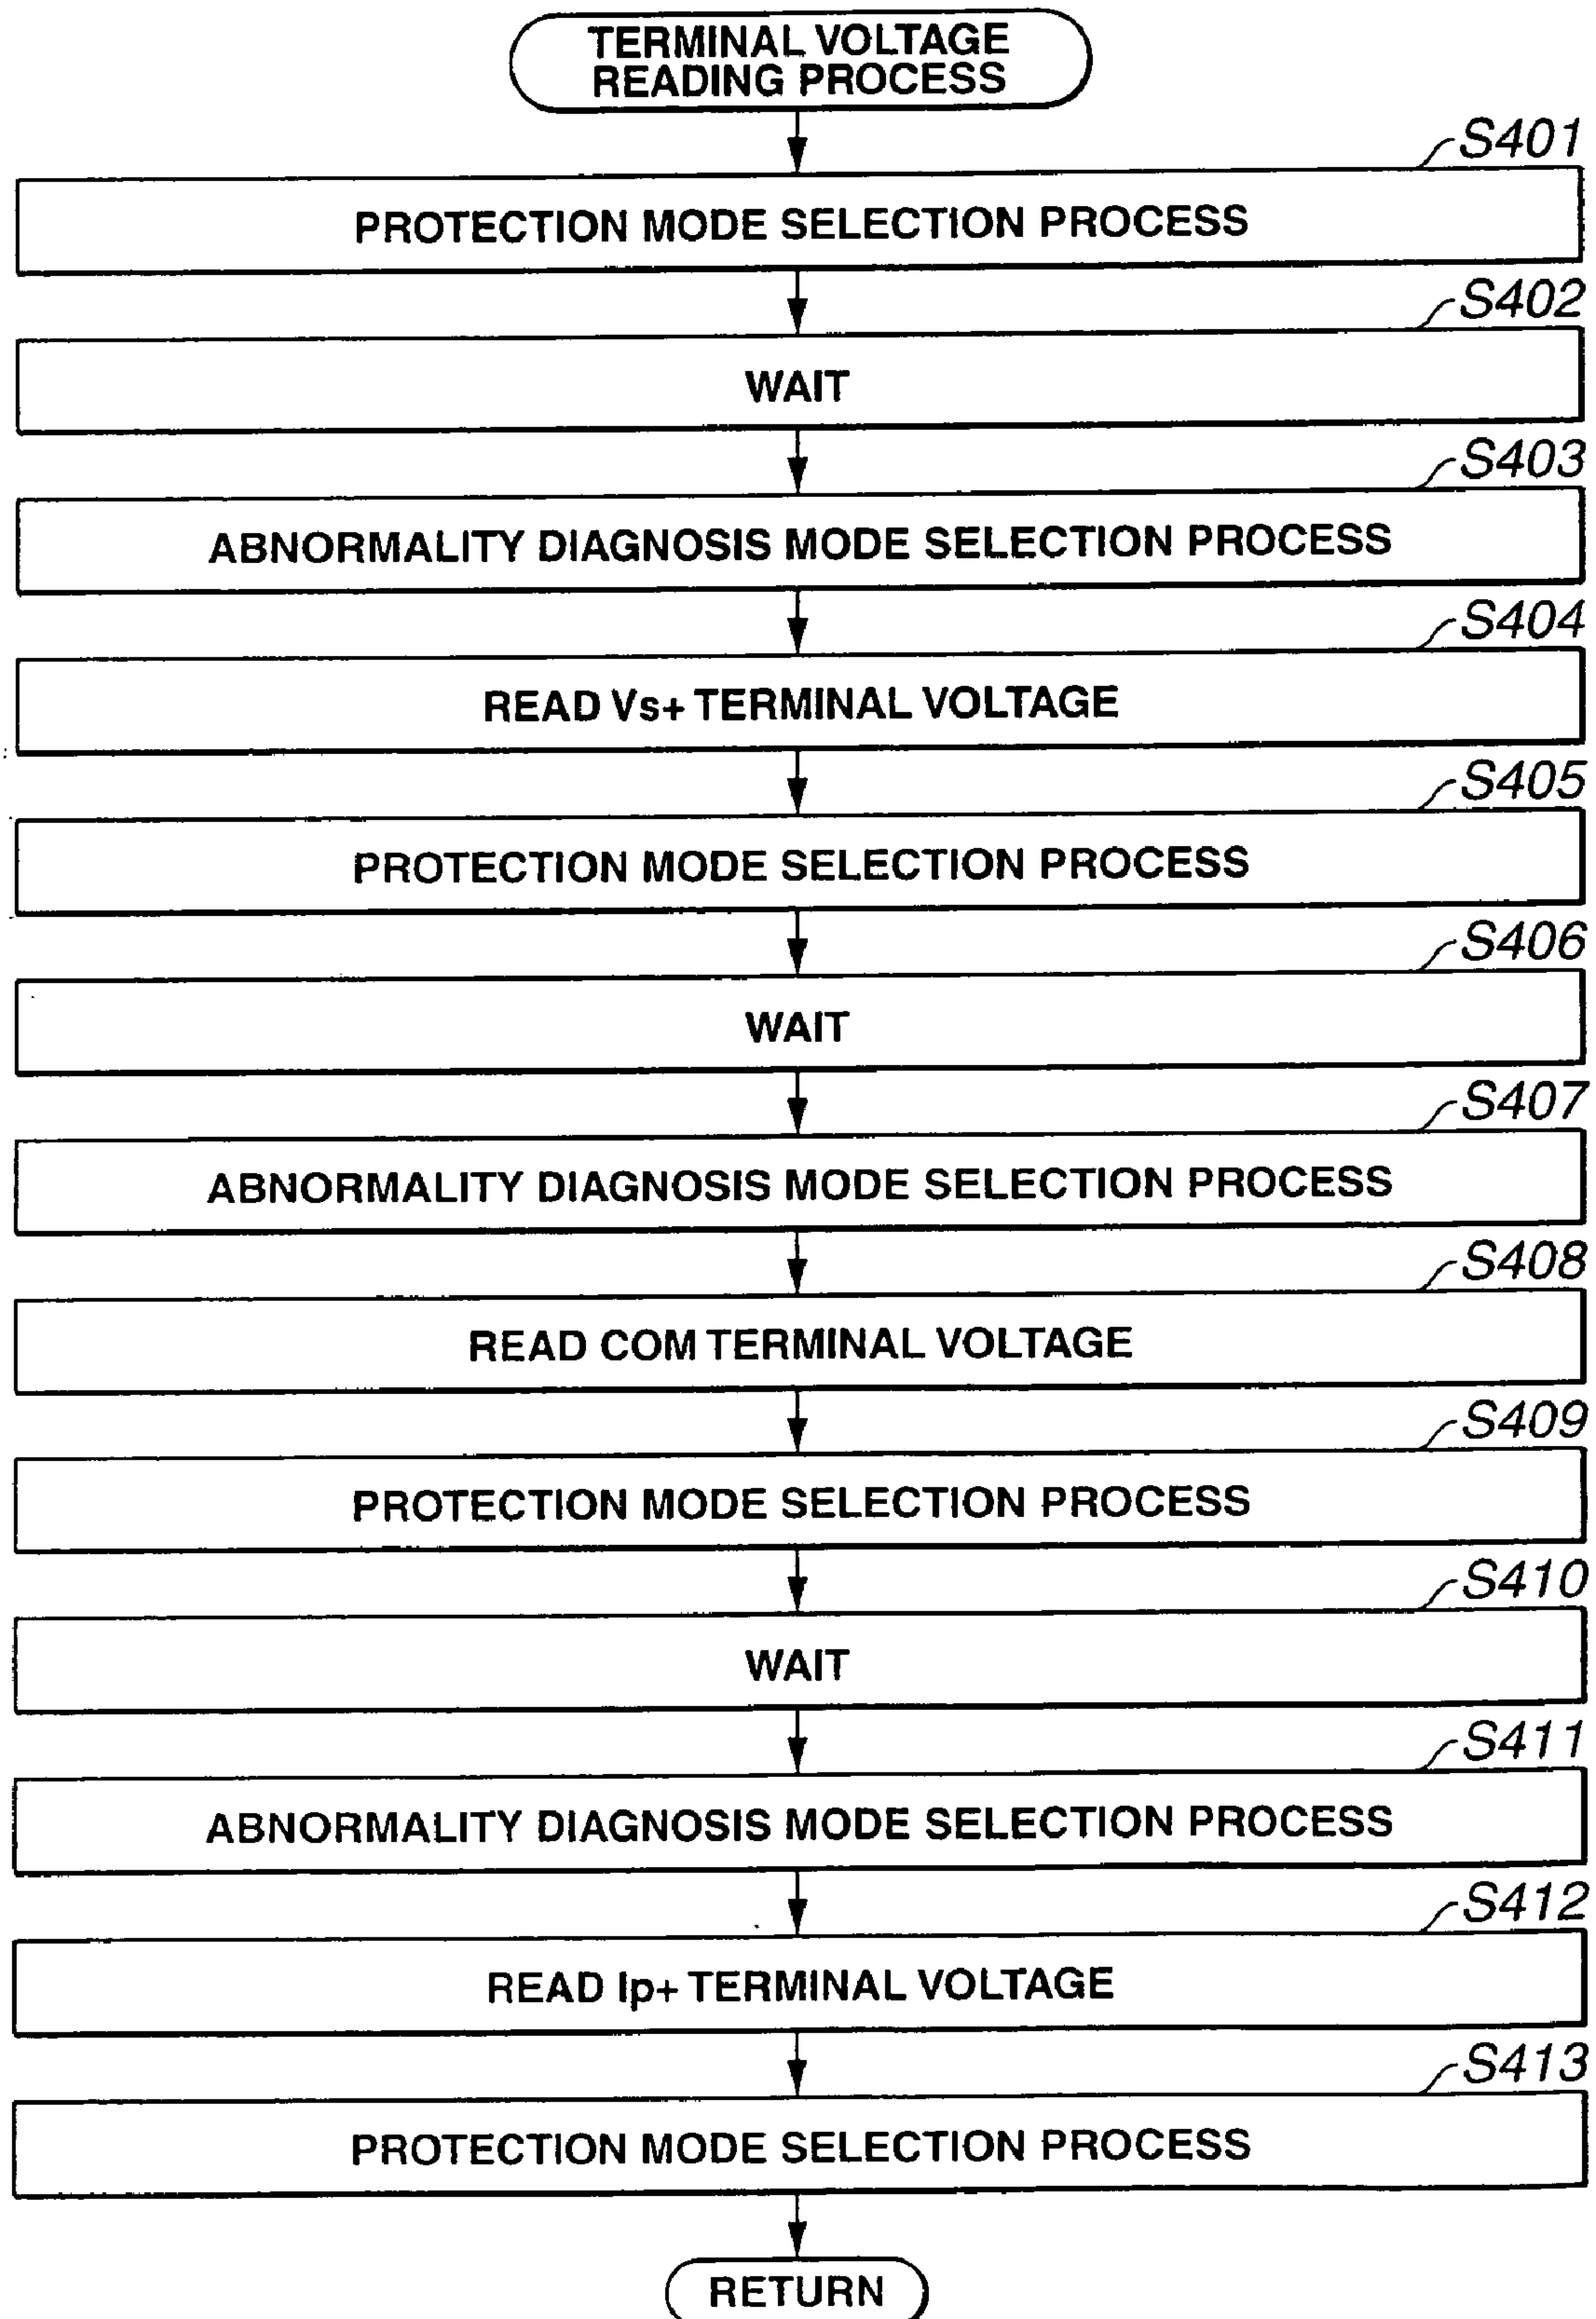 TERMINAL VOLTAGE
READING PROCESS
S401
PROTECTION MODE SELECTION PROCESS
S402
WAIT
S403
ABNORMALITY DIAGNOSIS MODE SELECTION PROCESS
S404
READ Vs+ TERMINAL VOLTAGE
S405
PROTECTION MODE SELECTION PROCESS
S406
WAIT
S407
ABNORMALITY DIAGNOSIS MODE SELECTION PROCESS
S408
READ COM TERMINAL VOLTAGE
S409
PROTECTION MODE SELECTION PROCESS
S410
WAIT
S411
ABNORMALITY DIAGNOSIS MODE SELECTION PROCESS
S412
READ Ip+ TERMINAL VOLTAGE
S413
PROTECTION MODE SELECTION PROCESS
RETURN